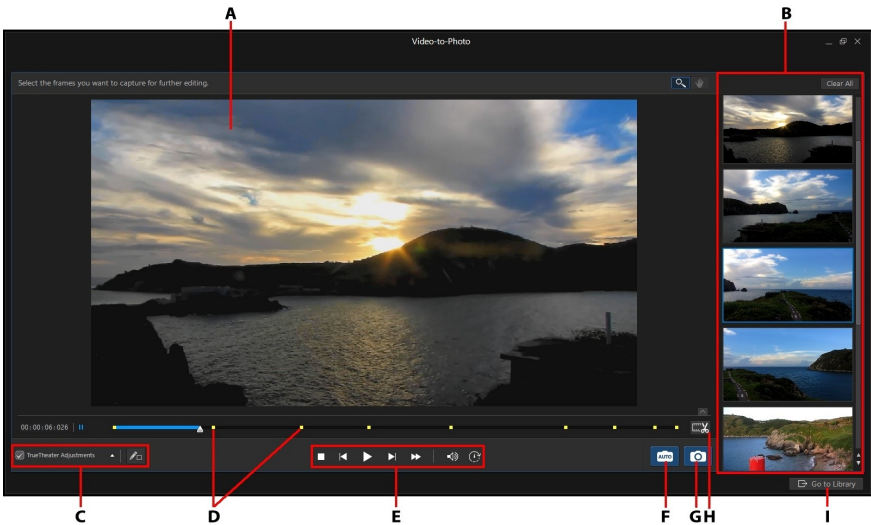 A
B
Video-to-Photo
Select the frames you want to capture for further editing.
Clear All
00:00:06:026
TrueTheater Adjustments
AUTO
Go to Library
C
D
E
F
G
H
I